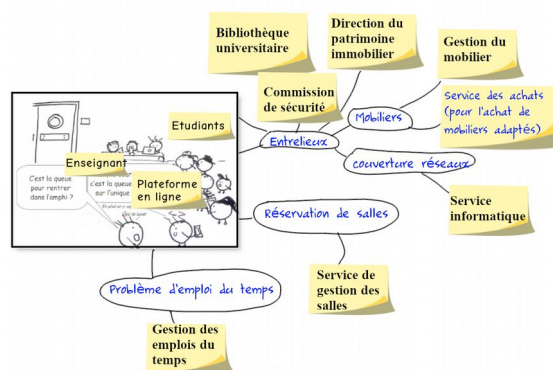 Bibliothèque
universitaire
Direction du
patrimoine
immobilier
Gestion du
mobilier
Commission
de sécurité
Service des achats
(pour l'achat de
mobiliers adaptés)
Mobiliers
Etudiants
Entrelieux
couverture réseaux
Enseignant
Plateforme
en ligne
C'est la queue
pour rentrer
dans l'amphi ?
c'est la queue
sur l'unique
Réservation de salles
Service
informatique
Service de
gestion des
salles
Problème d'emploi du temps
Gestion des
emplois du
temps